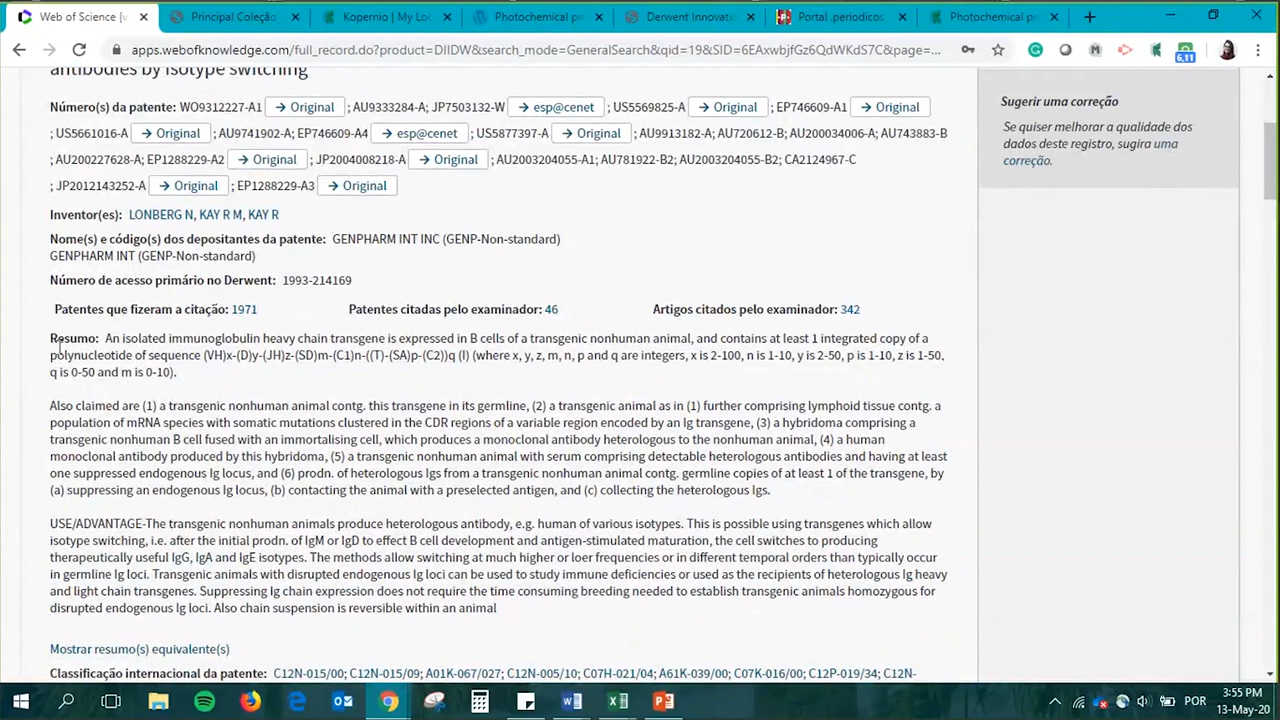 Web of Science [v
Principal Coleção
Kopernio | My Loc
Photochemical pr
Derwent Innovatio
Portal .periodicos.
Photochemical pr
apps.webofknowledge.com/full_record.do?product=DIIDW&search_mode=GeneralSearch&qid=19&SID=6EAxwbjfGz6QdWKdS7C&page=...
6,11
antibodies by isotype switching
Número(s) da patente: WO9312227-A1 → Original ; AU9333284-A; JP7503132-W → esp@cenet ; US5569825-A → Original ; EP746609-A1 → Original
; US5661016-A → Original ; AU9741902-A; EP746609-A4 → esp@cenet ; US5877397-A → Original ; AU9913182-A; AU720612-B; AU200034006-A; AU743883-B
; AU200227628-A; EP1288229-A2 → Original ; JP2004008218-A → Original ; AU2003204055-A1; AU781922-B2; AU2003204055-B2; CA2124967-C
; JP2012143252-A → Original ; EP1288229-A3 → Original
Inventor(es): LONBERG N, KAY R M, KAY R
Nome(s) e código(s) dos depositantes da patente: GENPHARM INT INC (GENP-Non-standard)
GENPHARM INT (GENP-Non-standard)
Número de acesso primário no Derwent: 1993-214169
Patentes que fizeram a citação: 1971 Patentes citadas pelo examinador: 46 Artigos citados pelo examinador: 342
Resumo: An isolated immunoglobulin heavy chain transgene is expressed in B cells of a transgenic nonhuman animal, and contains at least 1 integrated copy of a
polynucleotide of sequence (VH)x-(D)y-(JH)z-(SD)m-(C1)n-((T)-(SA)p-(C2))q (I) (where x, y, z, m, n, p and q are integers, x is 2-100, n is 1-10, y is 2-50, p is 1-10, z is 1-50,
q is 0-50 and m is 0-10).
Also claimed are (1) a transgenic nonhuman animal contg. this transgene in its germline, (2) a transgenic animal as in (1) further comprising lymphoid tissue contg. a
population of mRNA species with somatic mutations clustered in the CDR regions of a variable region encoded by an Ig transgene, (3) a hybridoma comprising a
transgenic nonhuman B cell fused with an immortalising cell, which produces a monoclonal antibody heterologous to the nonhuman animal, (4) a human
monoclonal antibody produced by this hybridoma, (5) a transgenic nonhuman animal with serum comprising detectable heterologous antibodies and having at least
one suppressed endogenous Ig locus, and (6) prodn. of heterologous Igs from a transgenic nonhuman animal contg. germline copies of at least 1 of the transgene, by
(a) suppressing an endogenous Ig locus, (b) contacting the animal with a preselected antigen, and (c) collecting the heterologous Igs.
USE/ADVANTAGE-The transgenic nonhuman animals produce heterologous antibody, e.g. human of various isotypes. This is possible using transgenes which allow
isotype switching, i.e. after the initial prodn. of IgM or IgD to effect B cell development and antigen-stimulated maturation, the cell switches to producing
therapeutically useful IgG, IgA and IgE isotypes. The methods allow switching at much higher or loer frequencies or in different temporal orders than typically occur
in germline Ig loci. Transgenic animals with disrupted endogenous Ig loci can be used to study immune deficiencies or used as the recipients of heterologous Ig heavy
and light chain transgenes. Suppressing Ig chain expression does not require the time consuming breeding needed to establish transgenic animals homozygous for
disrupted endogenous Ig loci. Also chain suspension is reversible within an animal
Mostrar resumo(s) equivalente(s)
Classificação internacional da patente: C12N-015/00; C12N-015/09; A01K-067/027; C12N-005/10; C07H-021/04; A61K-039/00; C07K-016/00; C12P-019/34; C12N-
Sugerir uma correção
Se quiser melhorar a qualidade dos
dados deste registro, sugira uma
correção.
POR
3:55 PM
13-May-20